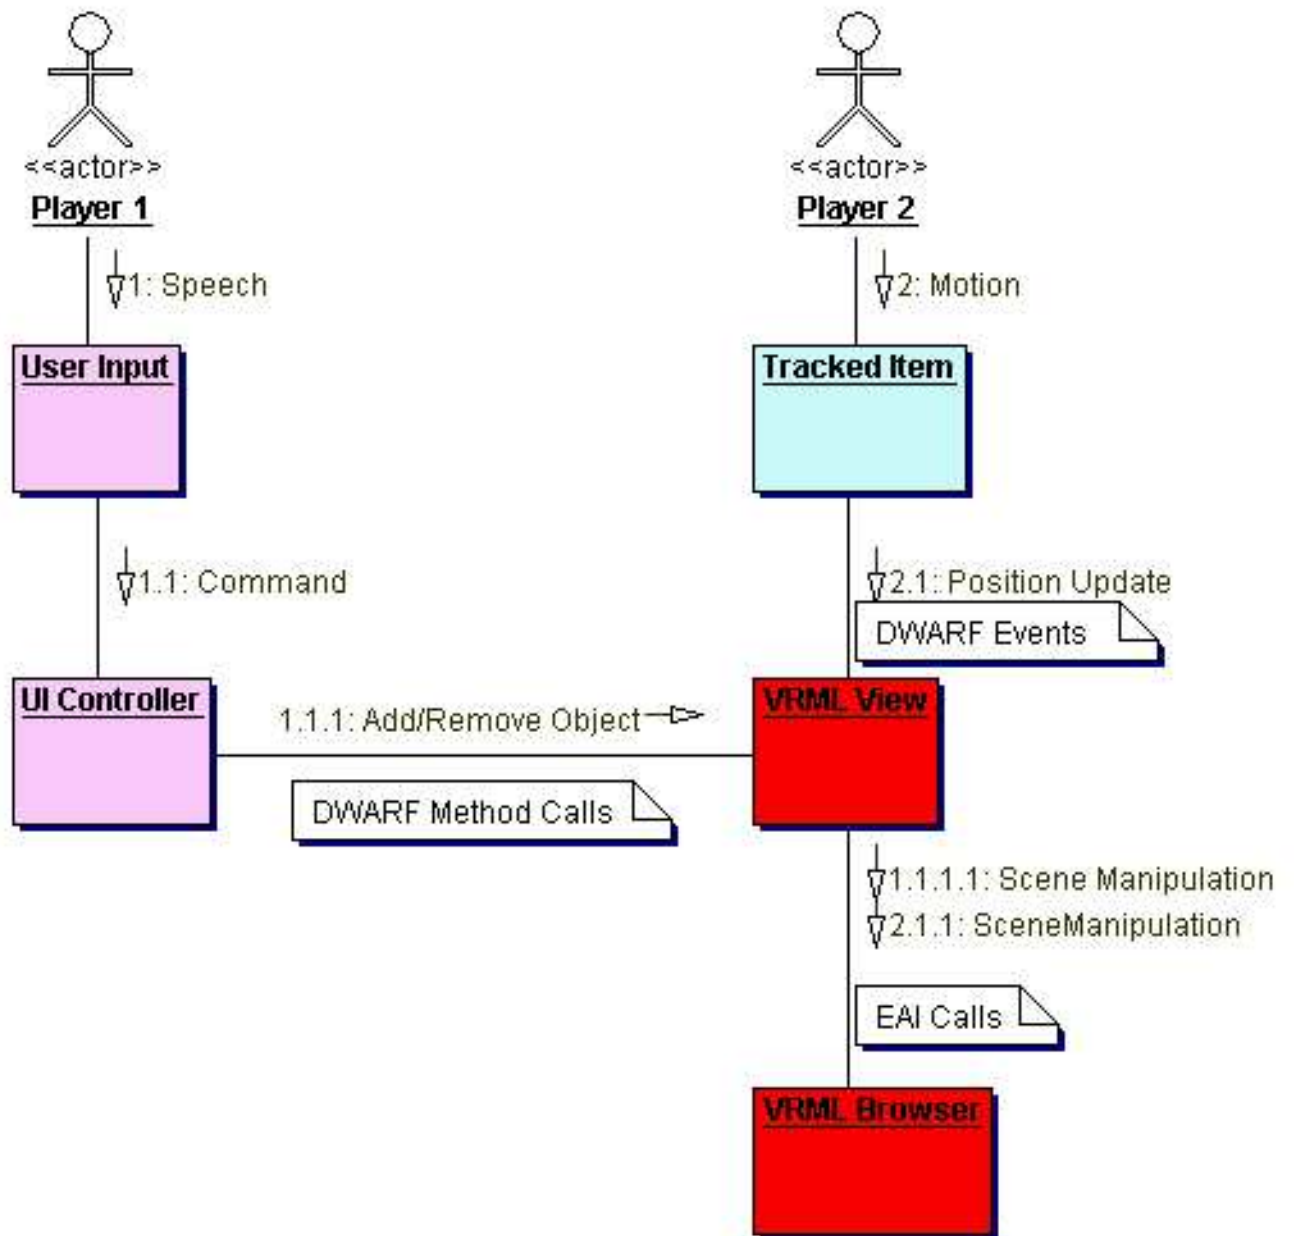 <<actor>>
Player 1
<<actor>>
Player 2
1: Speech
2: Motion
User Input
Tracked Item
1.1: Command
2.1: Position Update
DWARF Events
UI Controller
1.1.1: Add/Remove Object
VRML View
DWARF Method Calls
1.1.1.1: Scene Manipulation
2.1.1: SceneManipulation
EAI Calls
VRML Browser